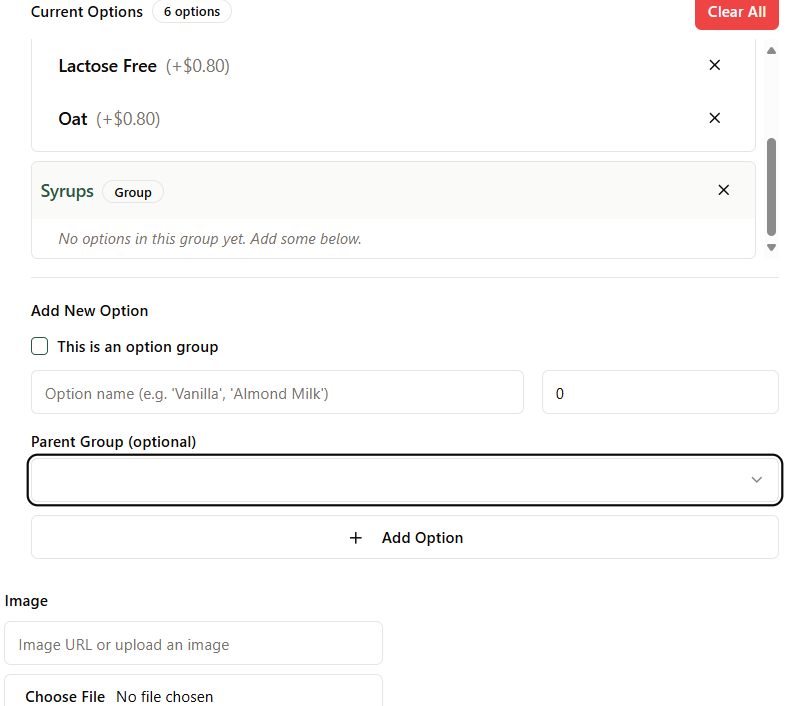 Current Options 6 options Clear All
Lactose Free (+$0.80)
Oat (+$0.80)
Syrups Group
No options in this group yet. Add some below.
Add New Option
This is an option group
Option name (e.g. 'Vanilla', 'Almond Milk') 0
Parent Group (optional)
Add Option
Image
Image URL or upload an image
Choose File No file chosen